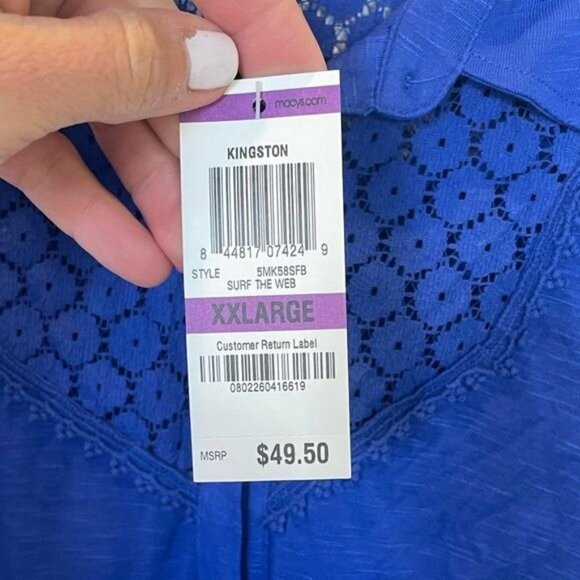 macys.com
KINGSTON
8 44817 07424 9
STYLE 5MK58SFB
SURF THE WEB
XXLARGE
Customer Return Label
0802260416619
MSRP $49.50